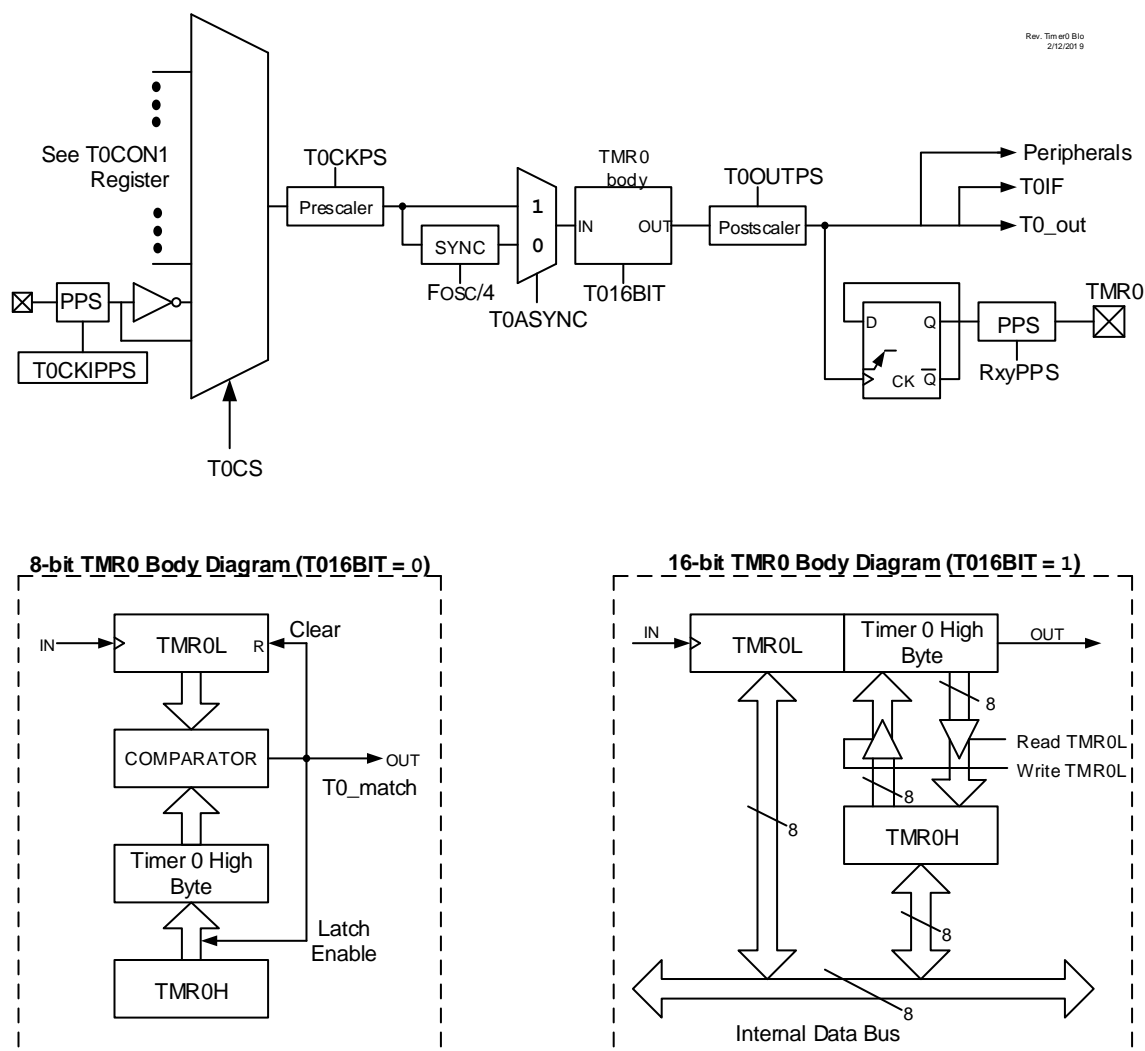 Rev. Timer0 Blo
2/12/2019
See T0CON1
Register
T0CKPS
Prescaler
SYNC
FOSC/4
1
0
T0ASYNC
TMR0
body
IN
OUT
T016BIT
T0OUTPS
Postscaler
Peripherals
T0IF
T0_out
PPS
T0CKIPPS
T0CS
D
Q
CK
Q
PPS
RxyPPS
TMR0
8-bit TMR0 Body Diagram (T016BIT = 0)
IN
TMR0L
R
Clear
COMPARATOR
OUT
T0_match
Timer 0 High
Byte
Latch
Enable
TMR0H
16-bit TMR0 Body Diagram (T016BIT = 1)
IN
TMR0L
Timer 0 High
Byte
OUT
8
Read TMR0L
Write TMR0L
8
8
TMR0H
8
8
Internal Data Bus